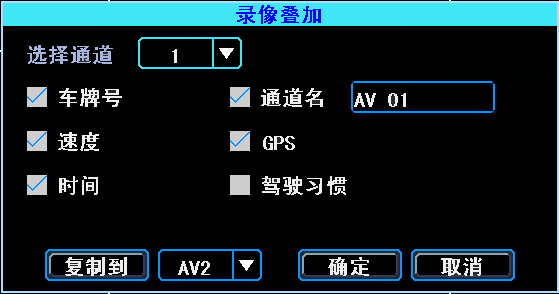 录像叠加
选择通道 1
车牌号 通道名 AV 01
速度 GPS
时间 驾驶习惯
复制到 AV2 确定 取消